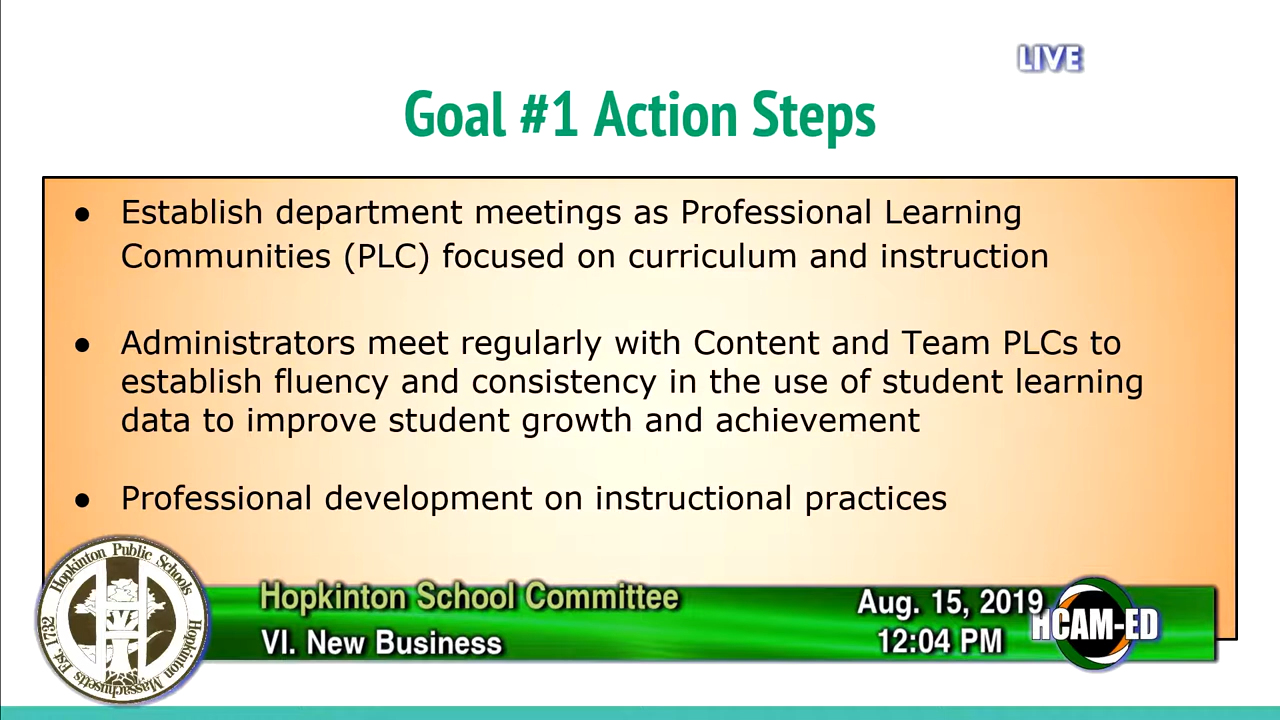 LIVE
Goal #1 Action Steps
● Establish department meetings as Professional Learning
Communities (PLC) focused on curriculum and instruction
● Administrators meet regularly with Content and Team PLCs to
establish fluency and consistency in the use of student learning
data to improve student growth and achievement
● Professional development on instructional practices
Hopkinton Public Schools
Hopkinton Massachusetts Est. 1732
H
Hopkinton School Committee
VI. New Business
Aug. 15, 2019
12:04 PM
HCAM-ED